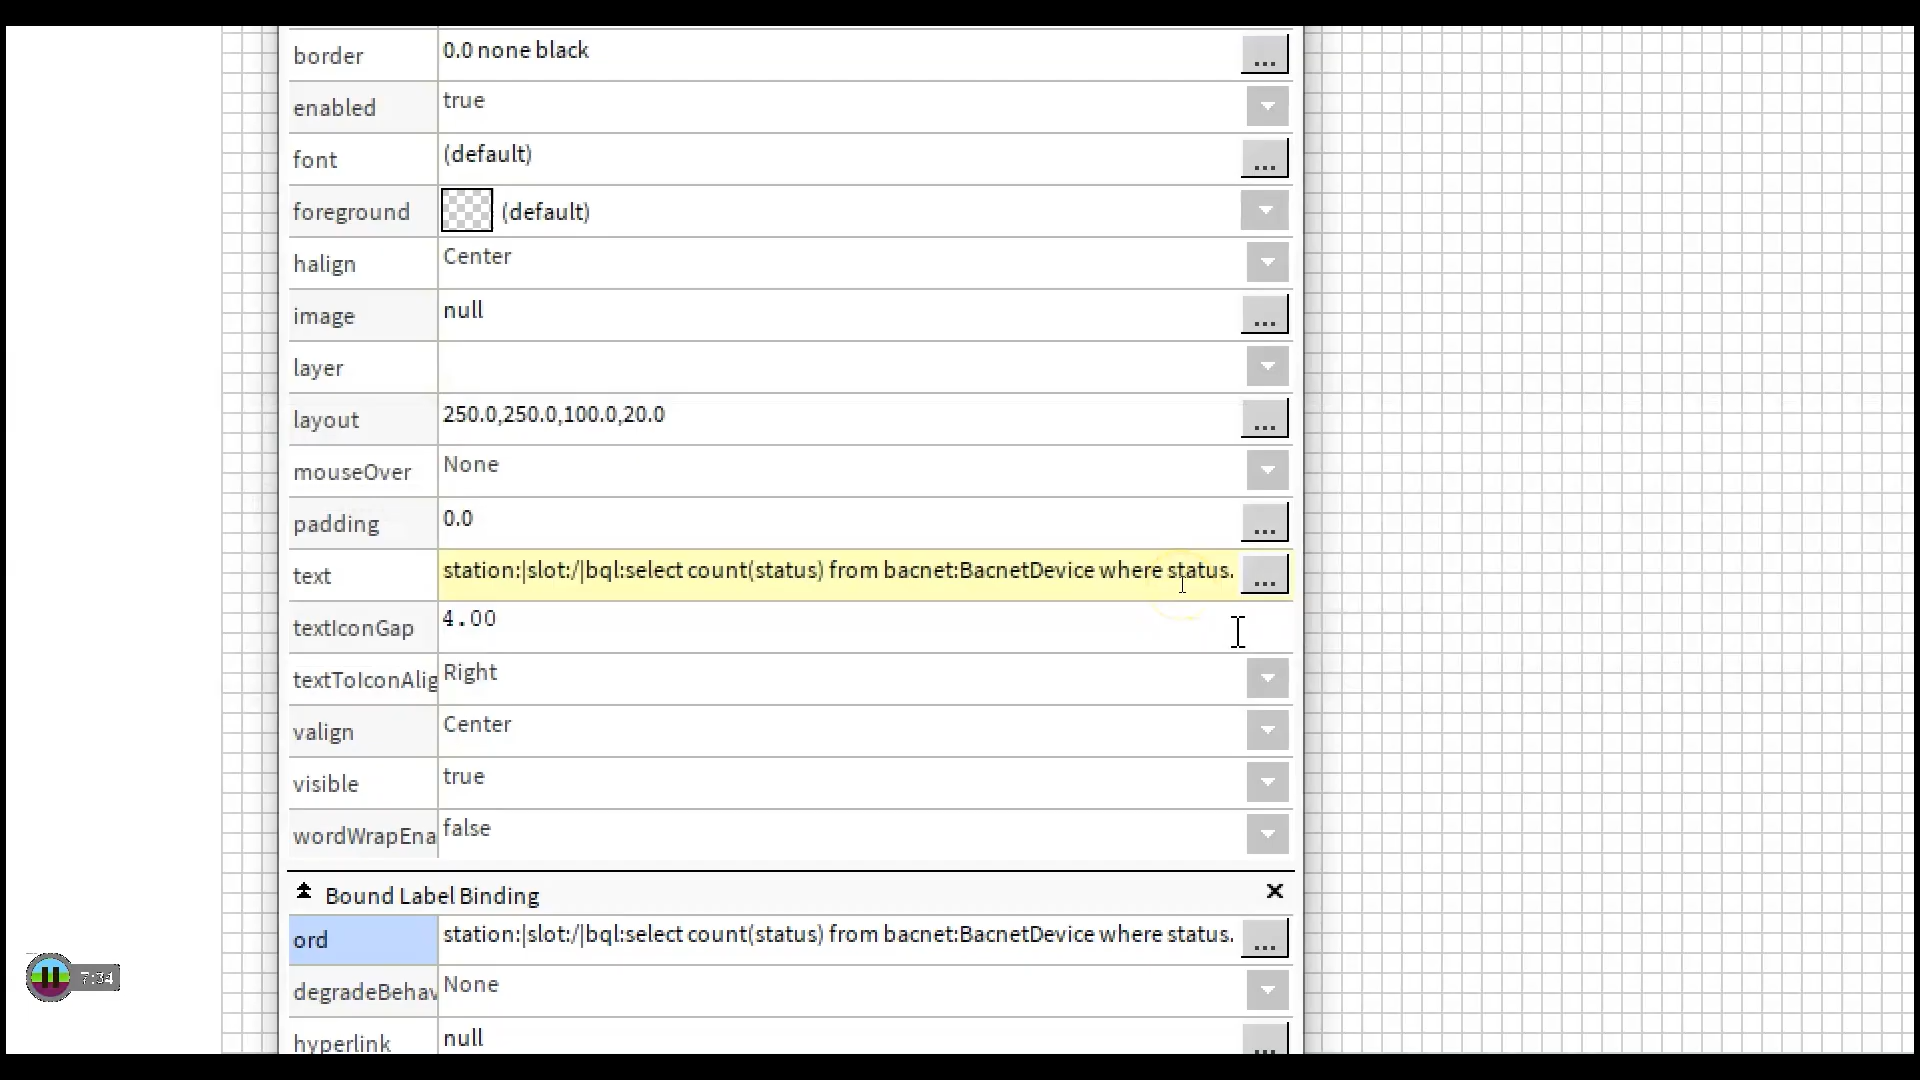 border 0.0 none black ...
enabled true
font (default) ...
foreground (default)
halign Center
image null ...
layer
layout 250.0,250.0,100.0,20.0 ...
mouseOver None
padding 0.0 ...
text station:|slot:/|bql:select count(status) from bacnet:BacnetDevice where status. ...
textIconGap 4.00
textToIconAlig Right
valign Center
visible true
wordWrapEna false
Bound Label Binding ×
ord station:|slot:/|bql:select count(status) from bacnet:BacnetDevice where status. ...
degradeBehav None
hyperlink null ...
7:34